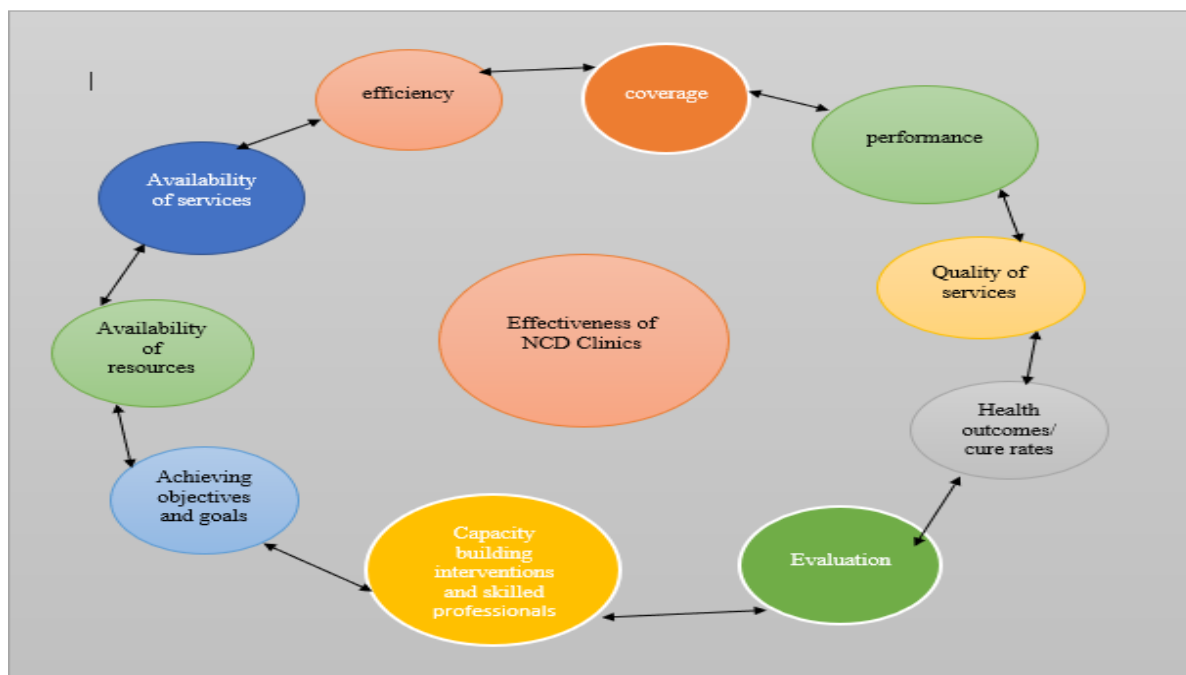 efficiency
coverage
performance
Availability
of services
Quality of
services
Effectiveness of
NCD Clinics
Availability
of
resources
Health
outcomes/
cure rates
Achieving
objectives
and goals
Capacity
building
interventions
and skilled
professionals
Evaluation